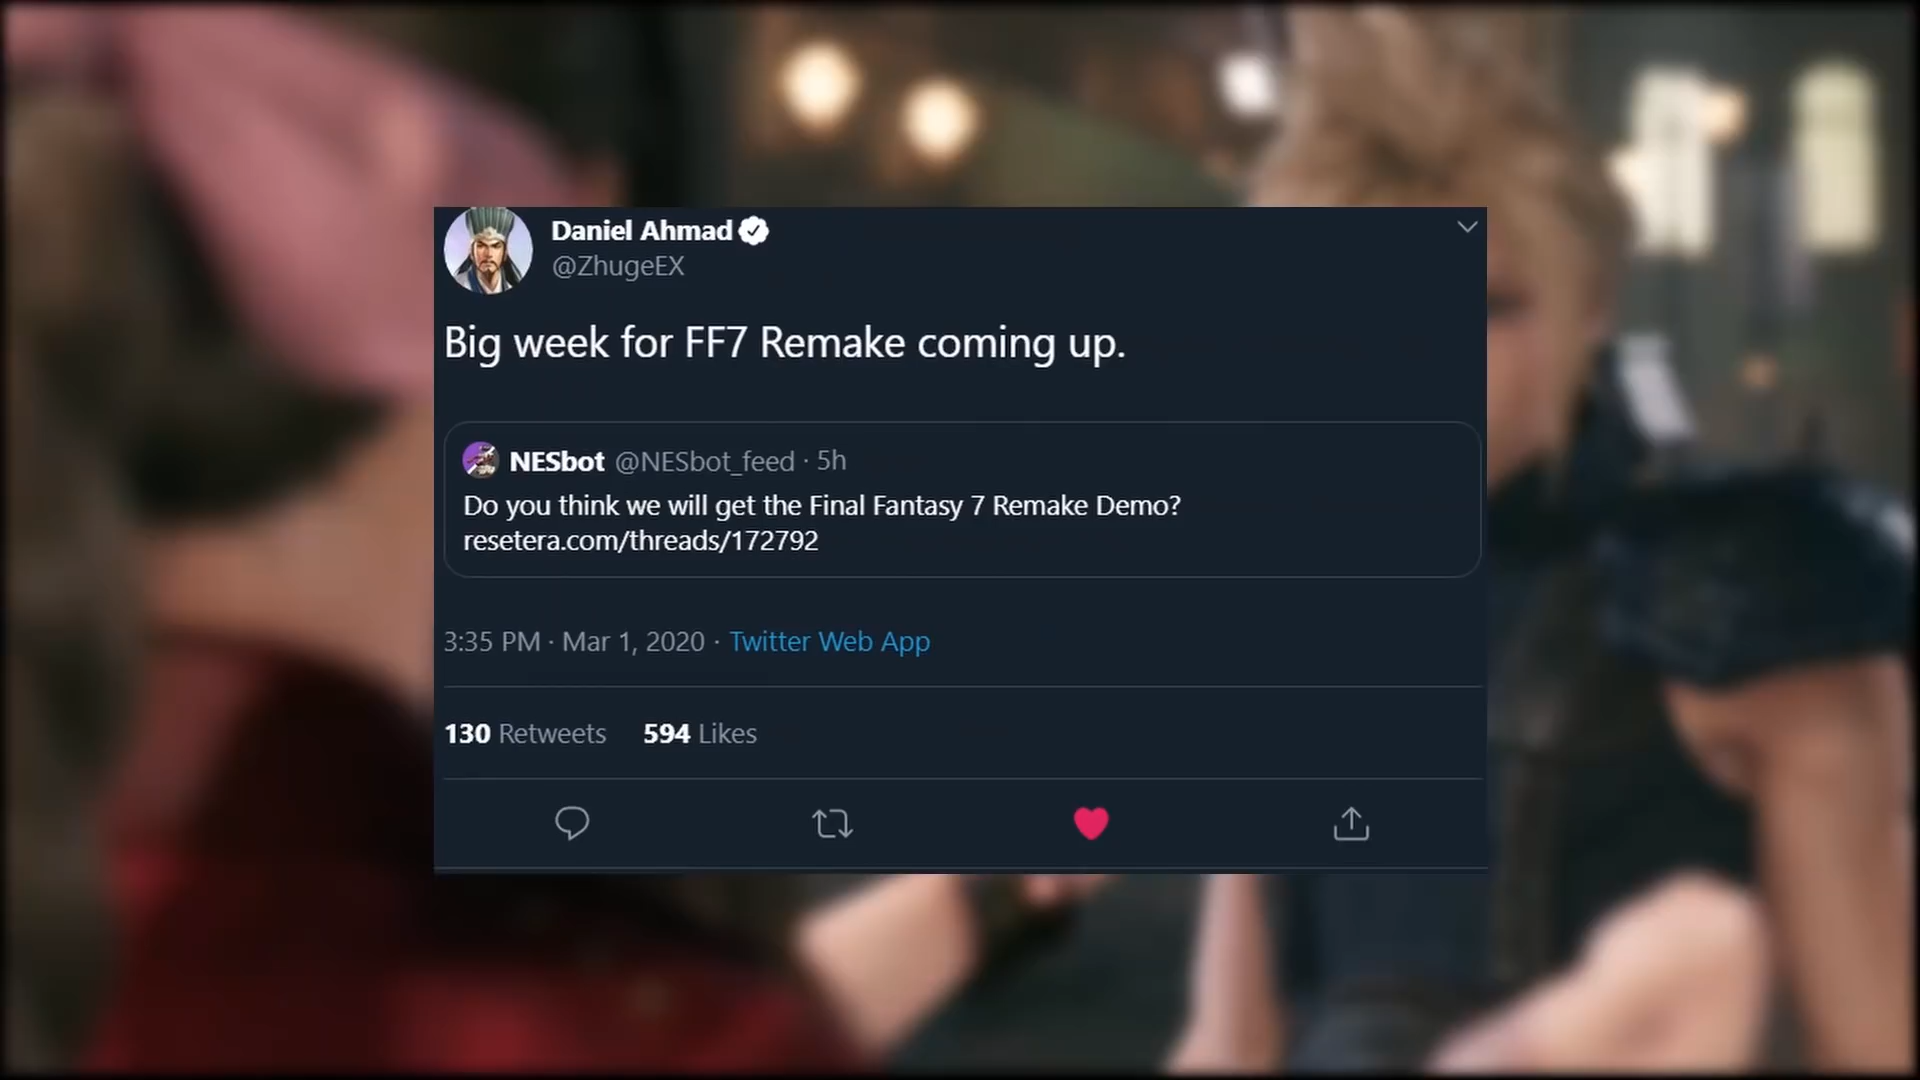 Daniel Ahmad
@ZhugeEX
Big week for FF7 Remake coming up.
NESbot @NESbot_feed · 5h
Do you think we will get the Final Fantasy 7 Remake Demo?
resetera.com/threads/172792
3:35 PM · Mar 1, 2020 · Twitter Web App
130 Retweets 594 Likes